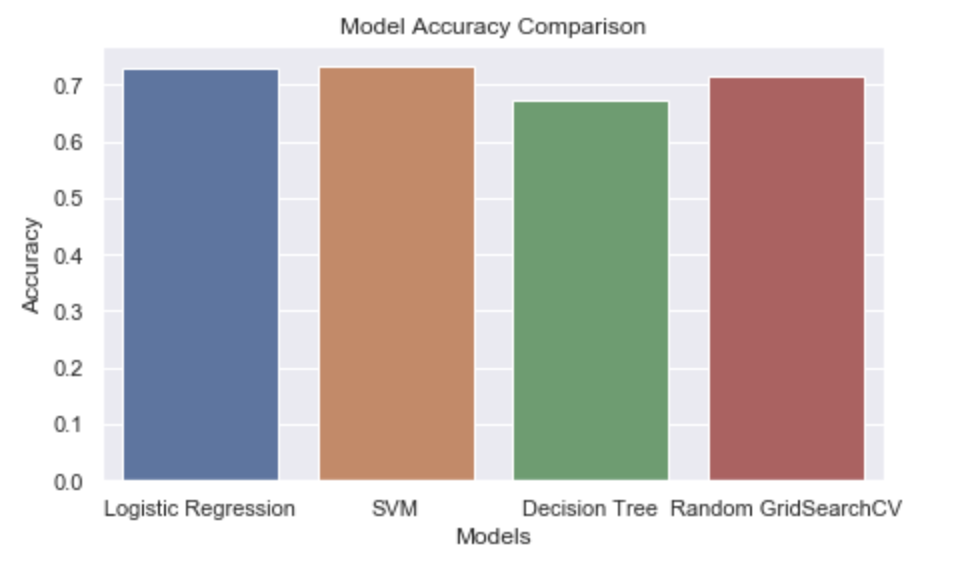 Model Accuracy Comparison
0.7
0.6
0.5
0.4
0.3
0.2
0.1
0.0
Accuracy
Logistic Regression SVM Decision Tree Random GridSearchCV
Models